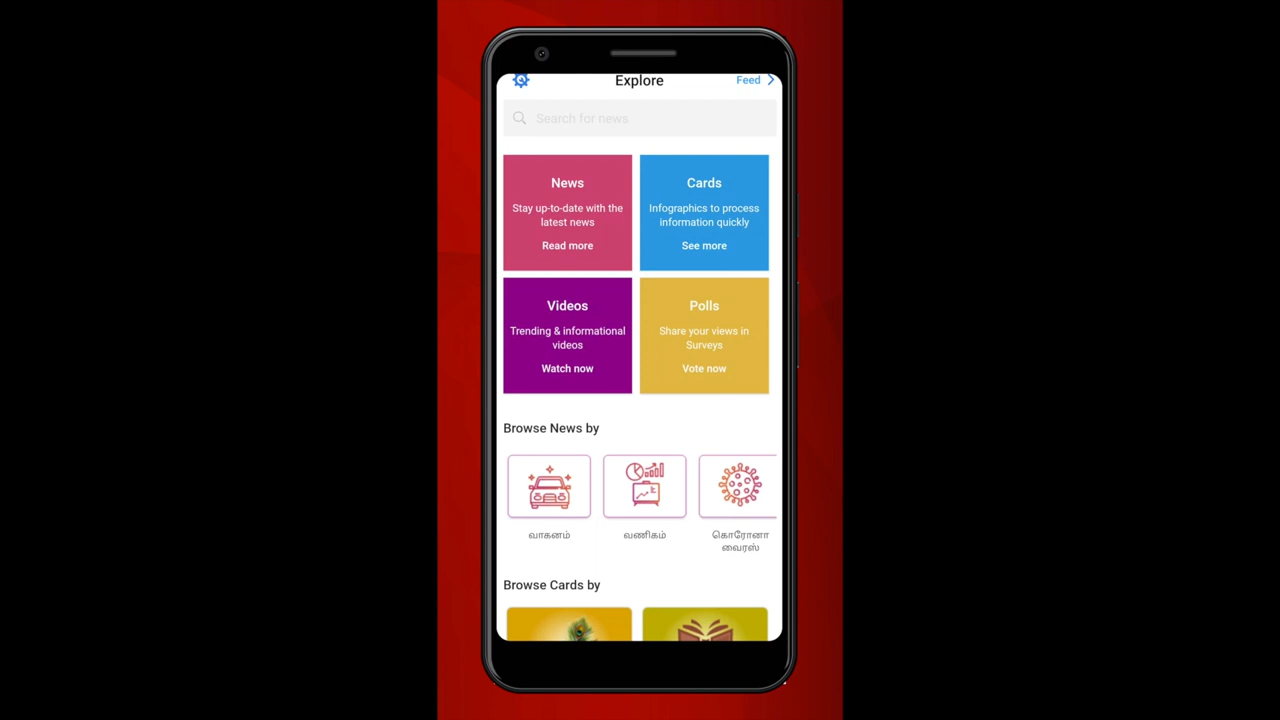 Explore
Feed
Search for news
News
Stay up-to-date with the
latest news
Read more
Cards
Infographics to process
information quickly
See more
Videos
Trending & informational
videos
Watch now
Polls
Share your views in
Surveys
Vote now
Browse News by
வாகனம்
வணிகம்
கொரோனா
வைரஸ்
Browse Cards by